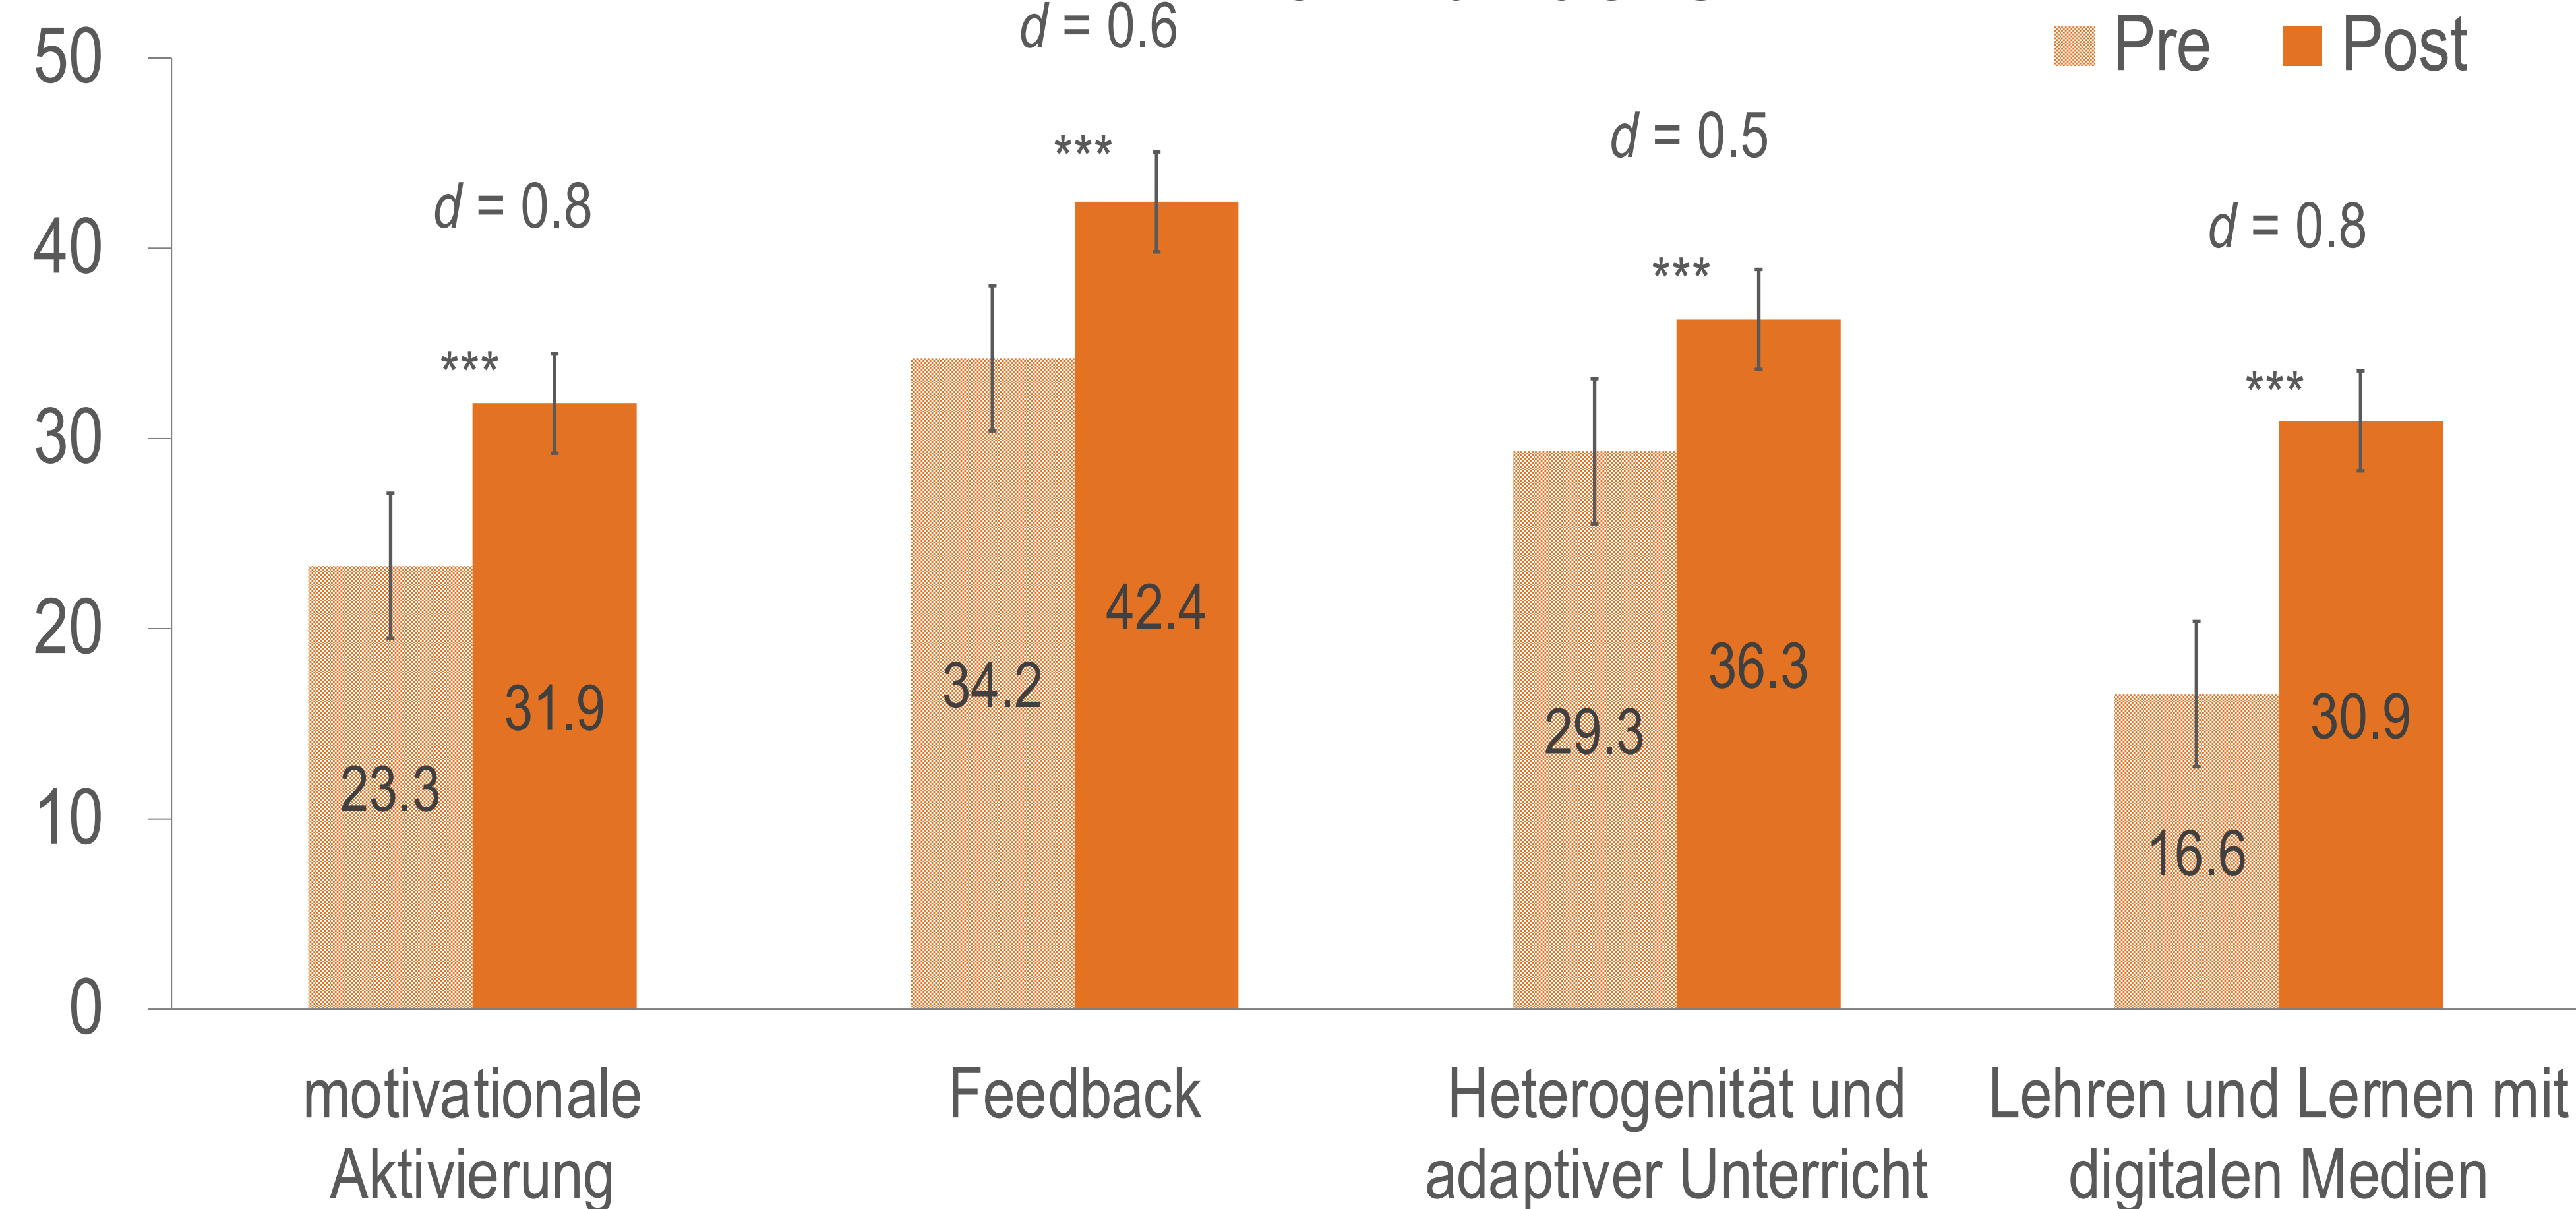 d = 0.6
Pre
Post
50
d = 0.5
***
d = 0.8
d = 0.8
40
***
***
***
30
20
10
0
42.4
34.2
36.3
31.9
29.3
30.9
23.3
16.6
motivationale
Aktivierung
Feedback
Heterogenität und
adaptiver Unterricht
Lehren und Lernen mit
digitalen Medien